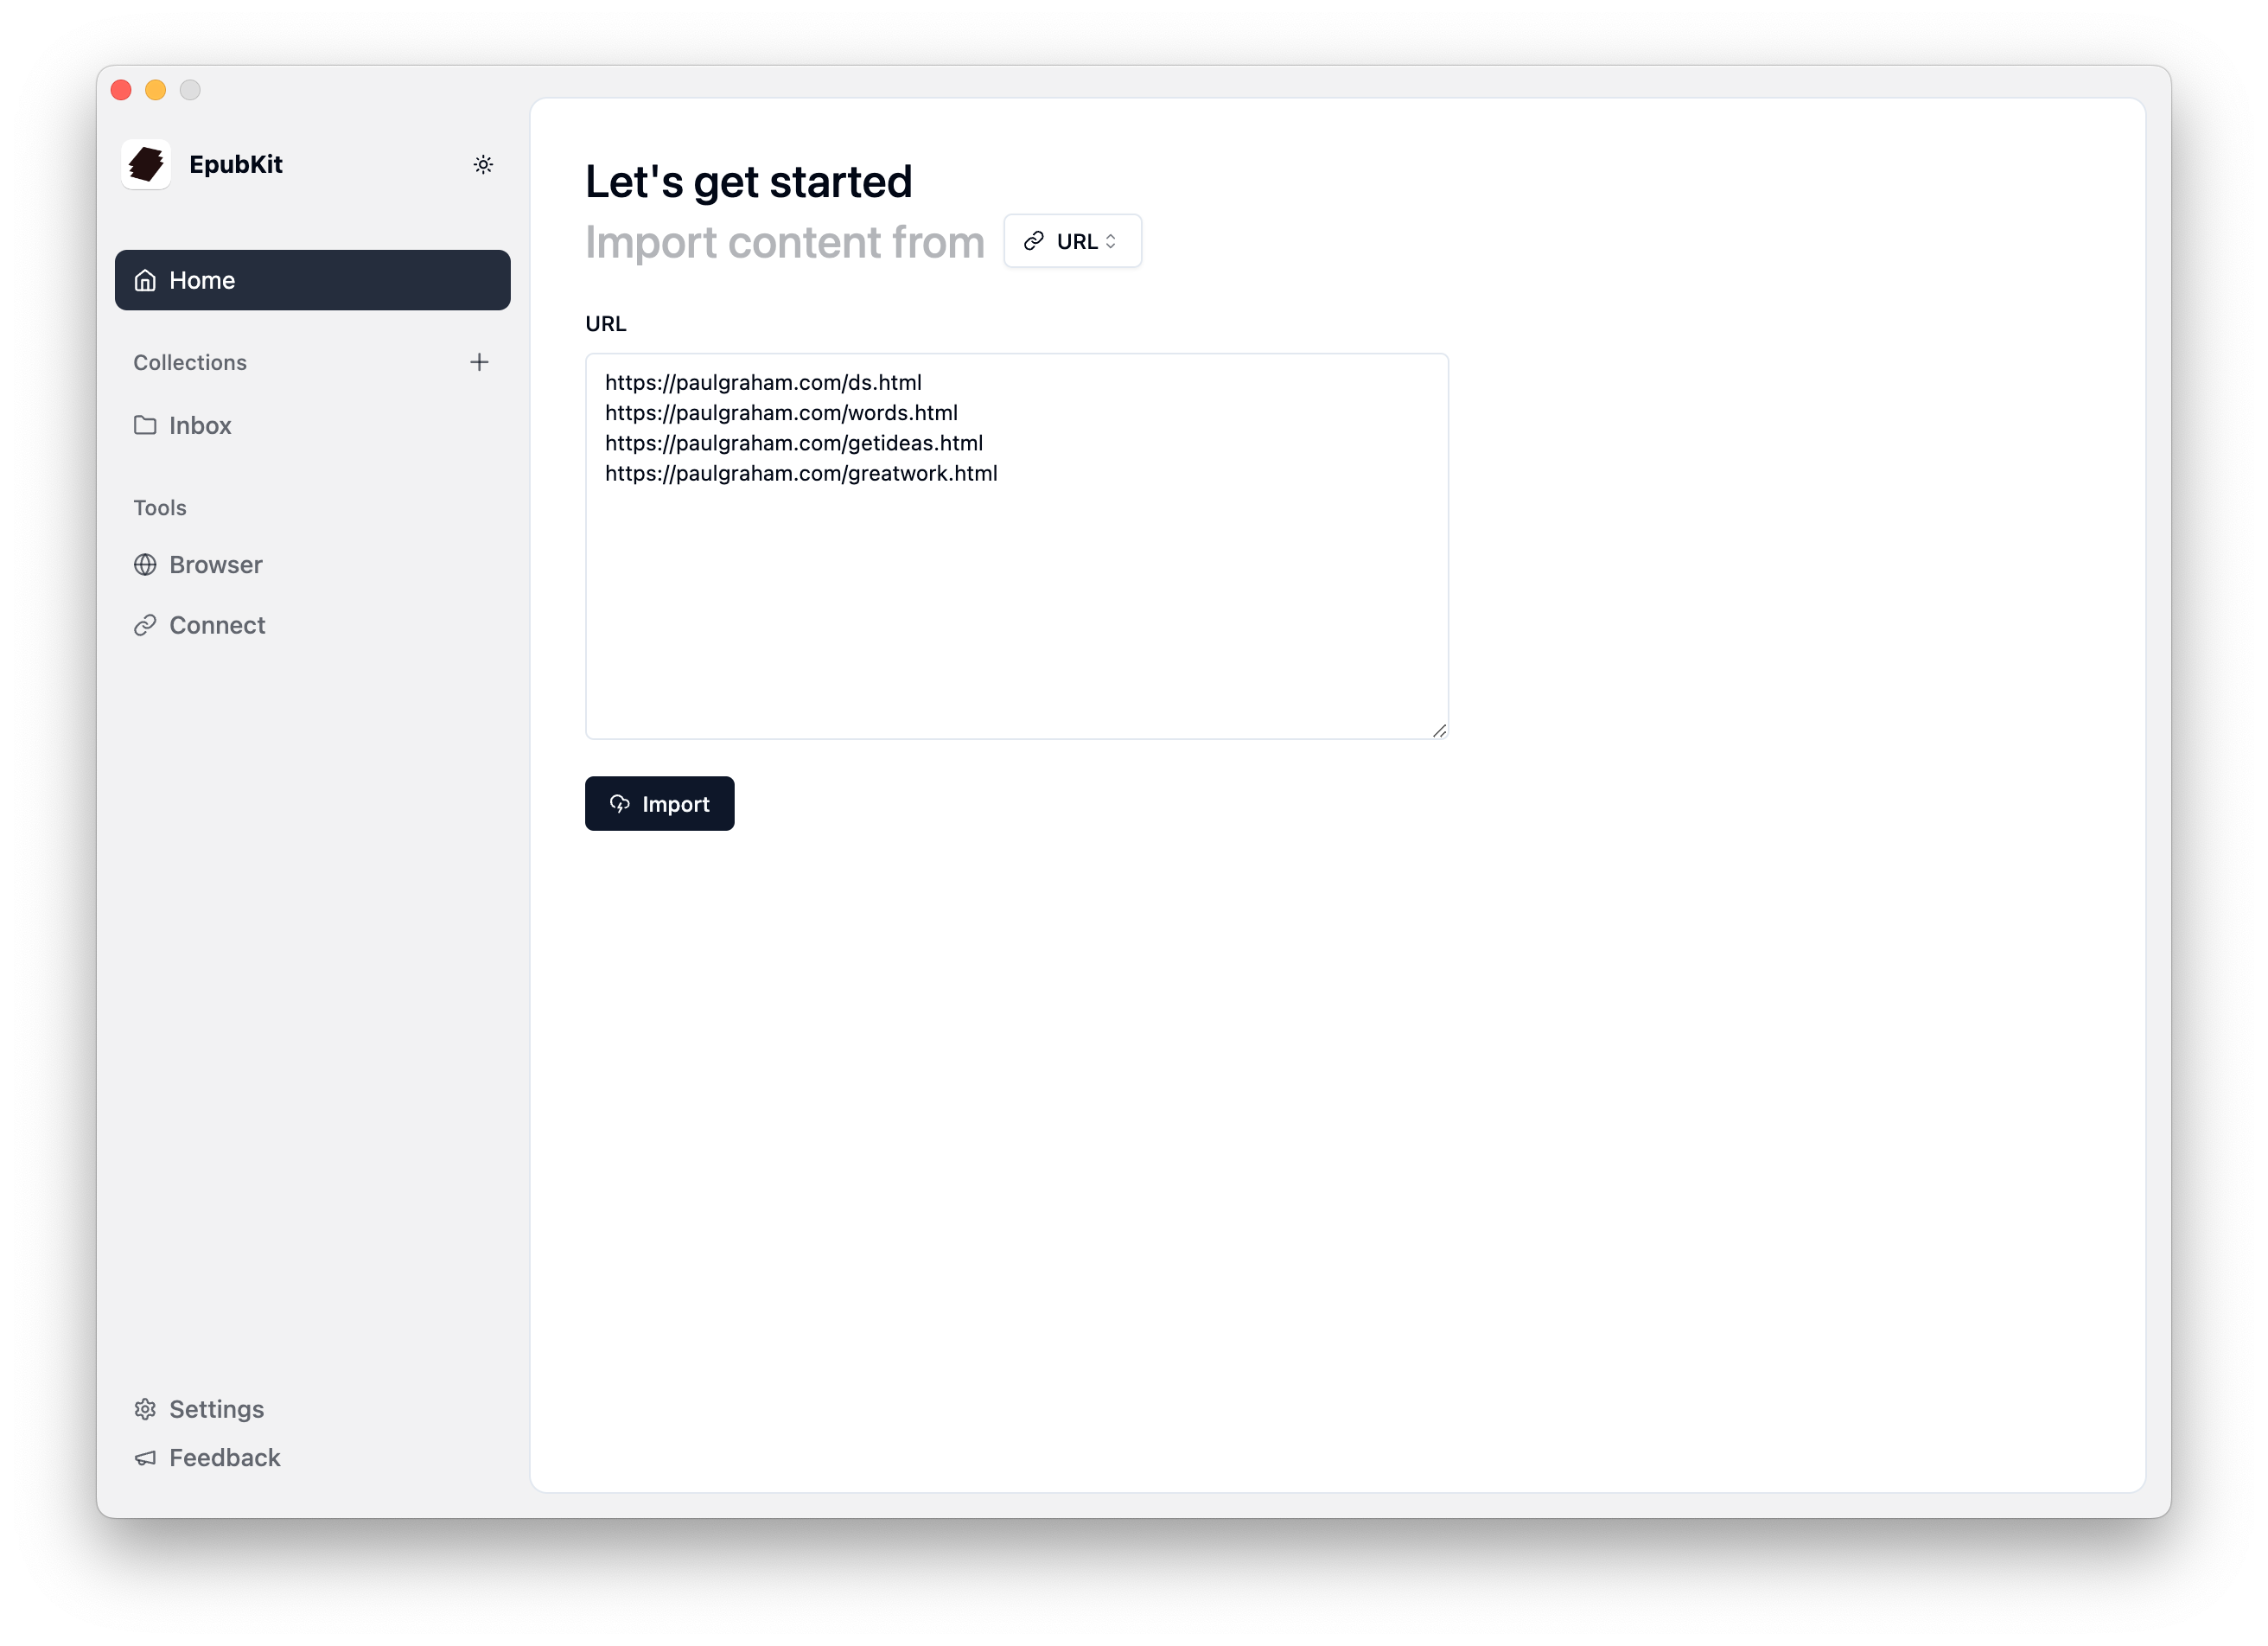 EpubKit
Home
Collections
Inbox
Tools
Browser
Connect
Settings
Feedback
Let's get started
Import content from URL
URL
https://paulgraham.com/ds.html
https://paulgraham.com/words.html
https://paulgraham.com/getideas.html
https://paulgraham.com/greatwork.html
Import